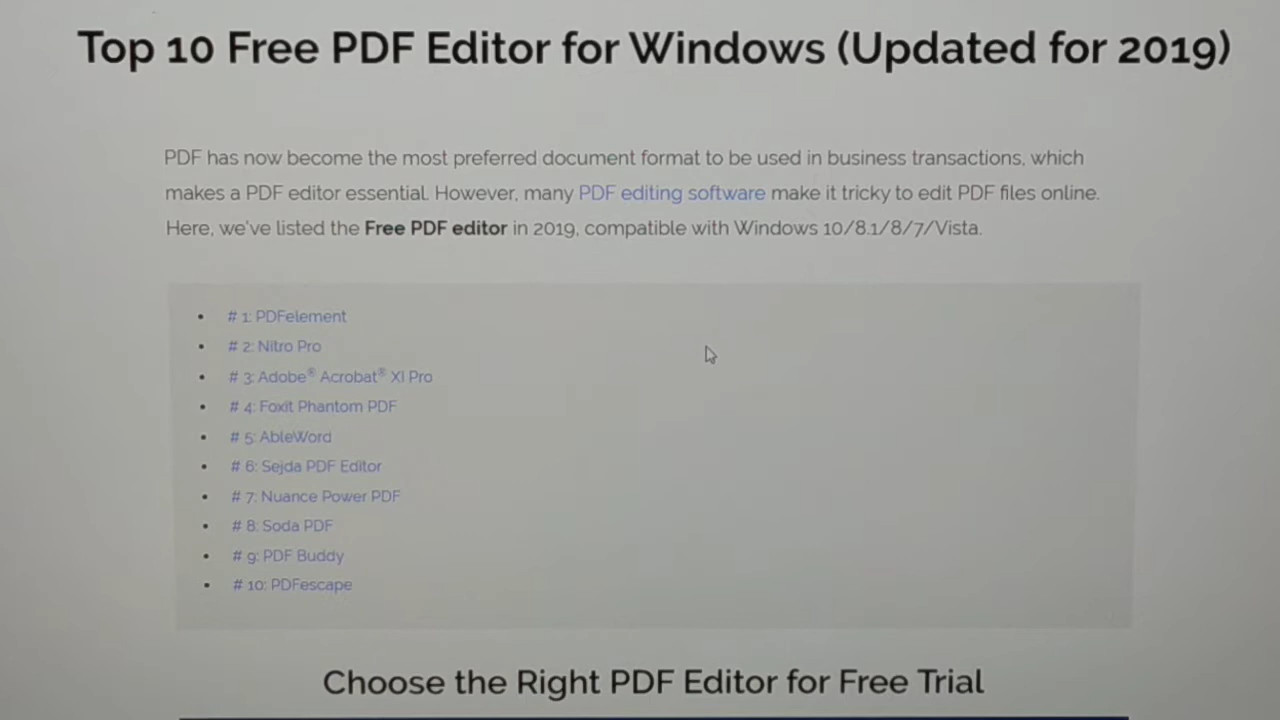 Top 10 Free PDF Editor for Windows (Updated for 2019)
PDF has now become the most preferred document format to be used in business transactions, which
makes a PDF editor essential. However, many PDF editing software make it tricky to edit PDF files online.
Here, we've listed the Free PDF editor in 2019, compatible with Windows 10/8.1/8/7/Vista.
• # 1: PDFelement
• # 2: Nitro Pro
• # 3: Adobe® Acrobat® XI Pro
• # 4: Foxit Phantom PDF
• # 5: AbleWord
• # 6: Sejda PDF Editor
• # 7: Nuance Power PDF
• # 8: Soda PDF
• # 9: PDF Buddy
• # 10: PDFescape
Choose the Right PDF Editor for Free Trial